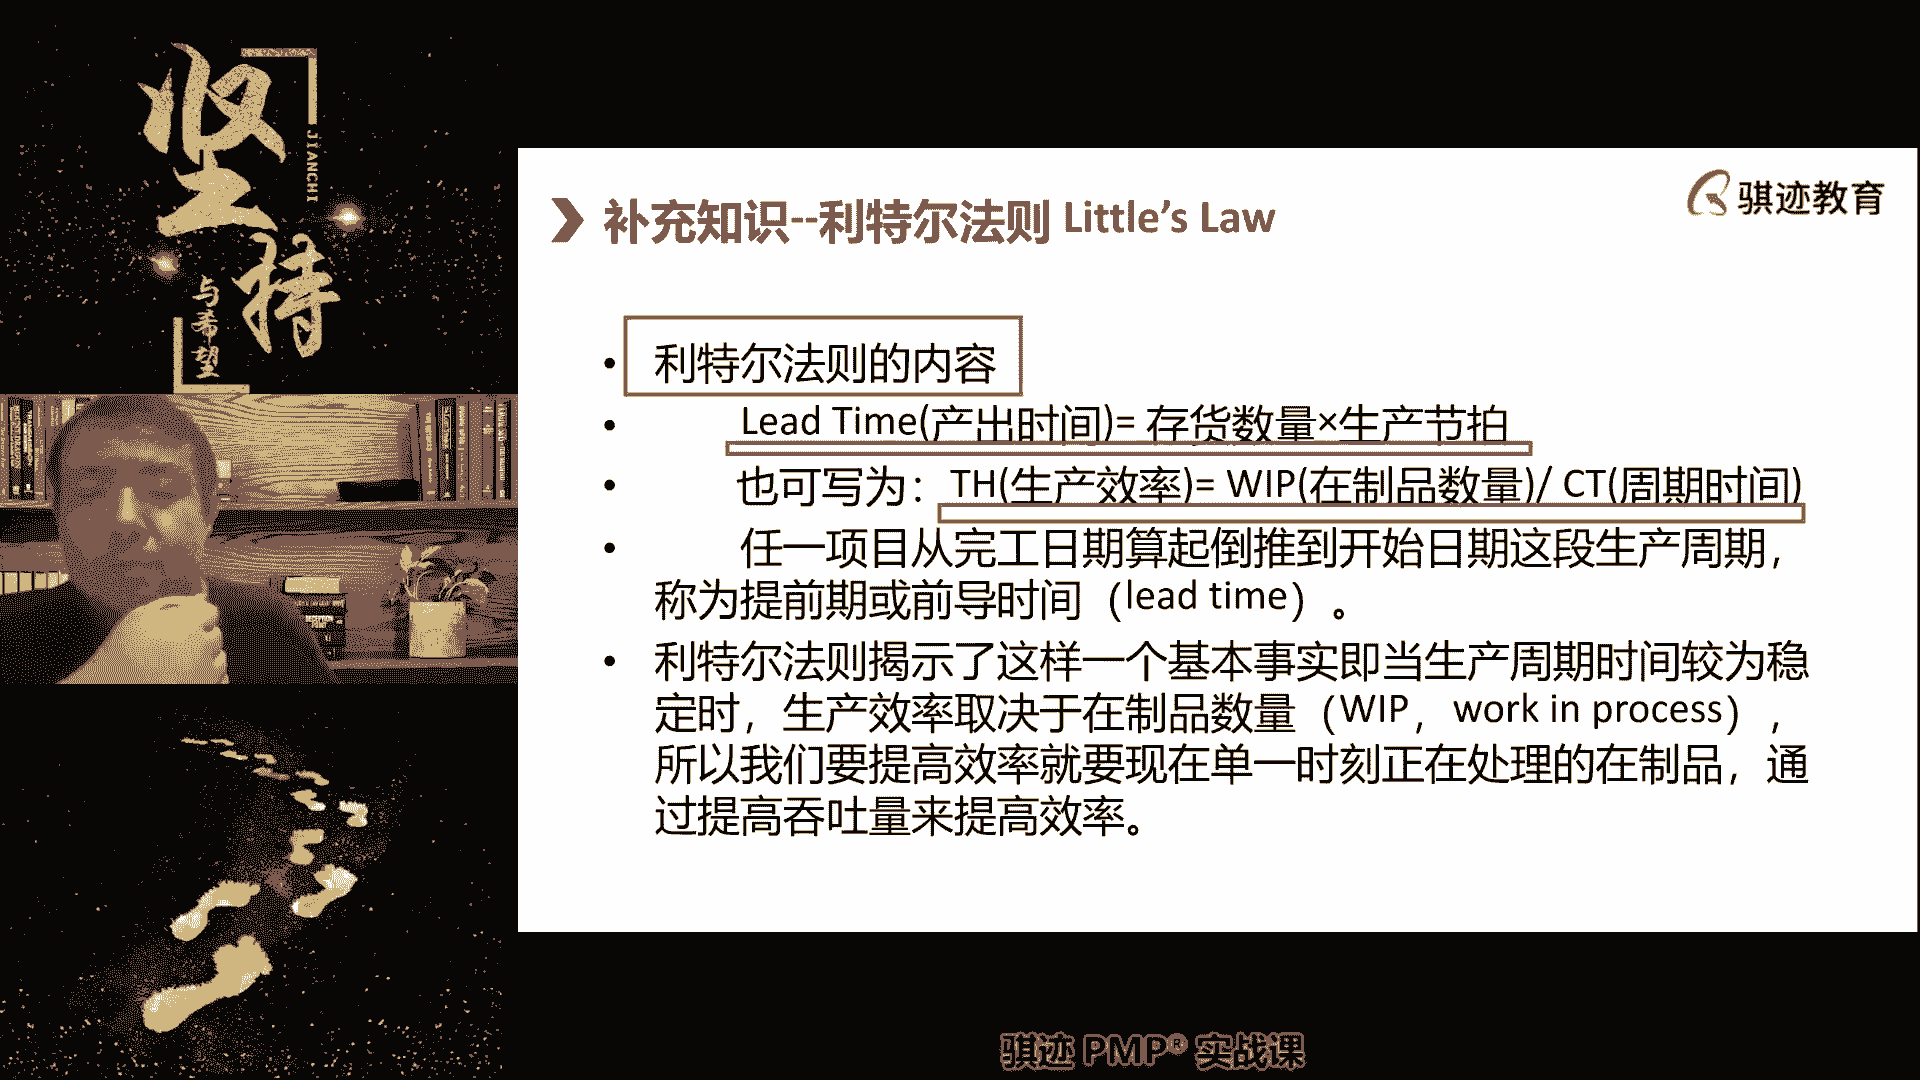 坚持
JIANCHI
与希望
骐迹教育
补充知识--利特尔法则 Little's Law
• 利特尔法则的内容
• Lead Time(产出时间)= 存货数量×生产节拍
• 也可写为：TH(生产效率)= WIP(在制品数量)/ CT(周期时间)
• 任一项目从完工日期算起倒推到开始日期这段生产周期，
称为提前期或前导时间（lead time）。
• 利特尔法则揭示了这样一个基本事实即当生产周期时间较为稳
定时，生产效率取决于在制品数量（WIP，work in process），
所以我们要提高效率就要现在单一时刻正在处理的在制品，通
过提高吞吐量来提高效率。
骐迹 PMP® 实战课